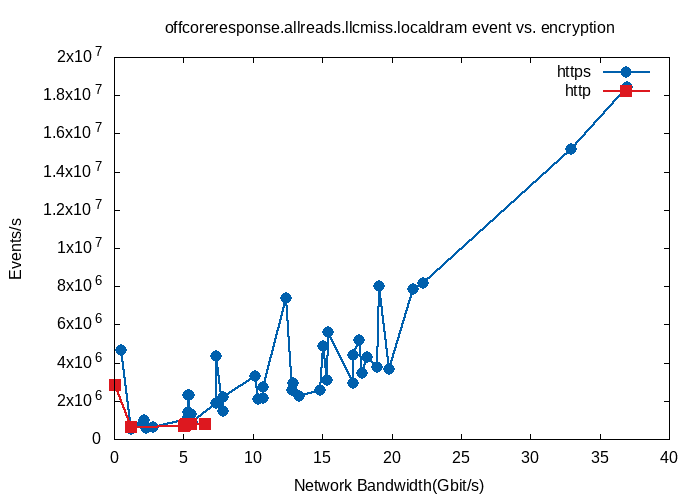 offcoreresponse.allreads.llcmiss.localdram event vs. encryption
2x10^7
1.8x10^7
1.6x10^7
1.4x10^7
1.2x10^7
1x10^7
8x10^6
6x10^6
4x10^6
2x10^6
0
Events/s
https
http
0 5 10 15 20 25 30 35 40
Network Bandwidth(Gbit/s)